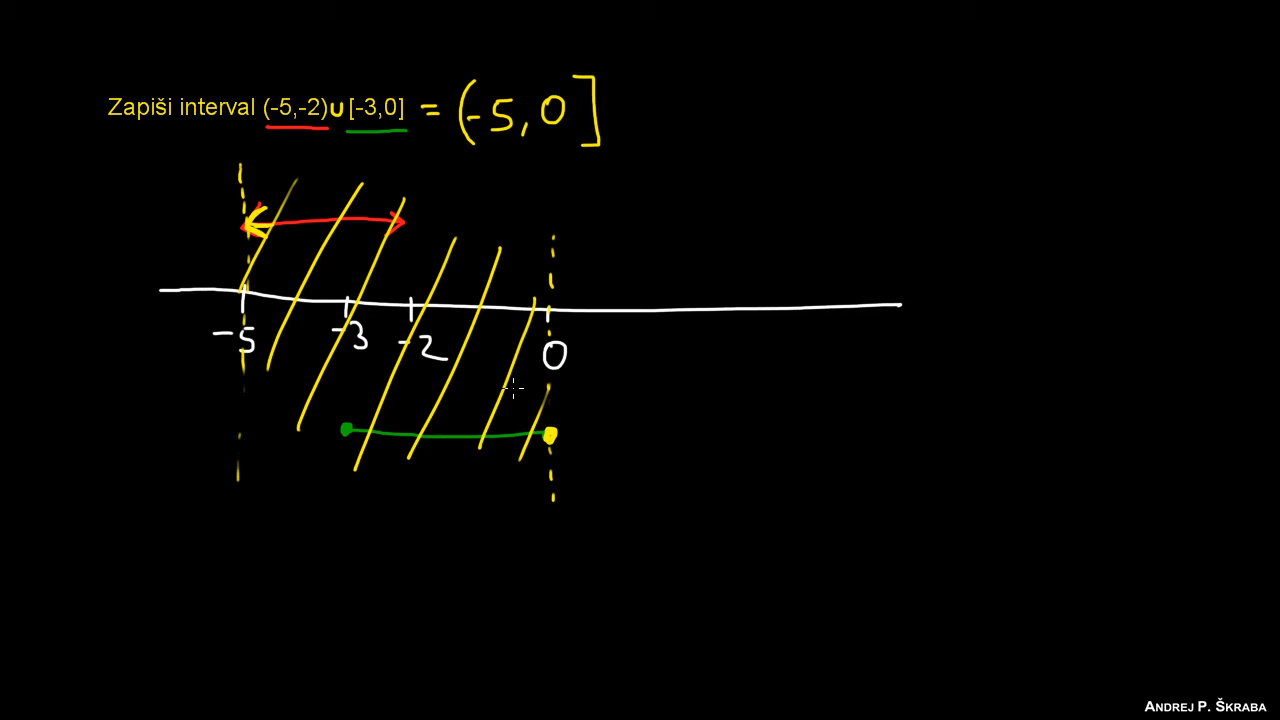 Zapiši interval (-5,-2)∪[-3,0] = (-5,0]
-5 -3 -2 0
ANDREJ P. ŠKRABA